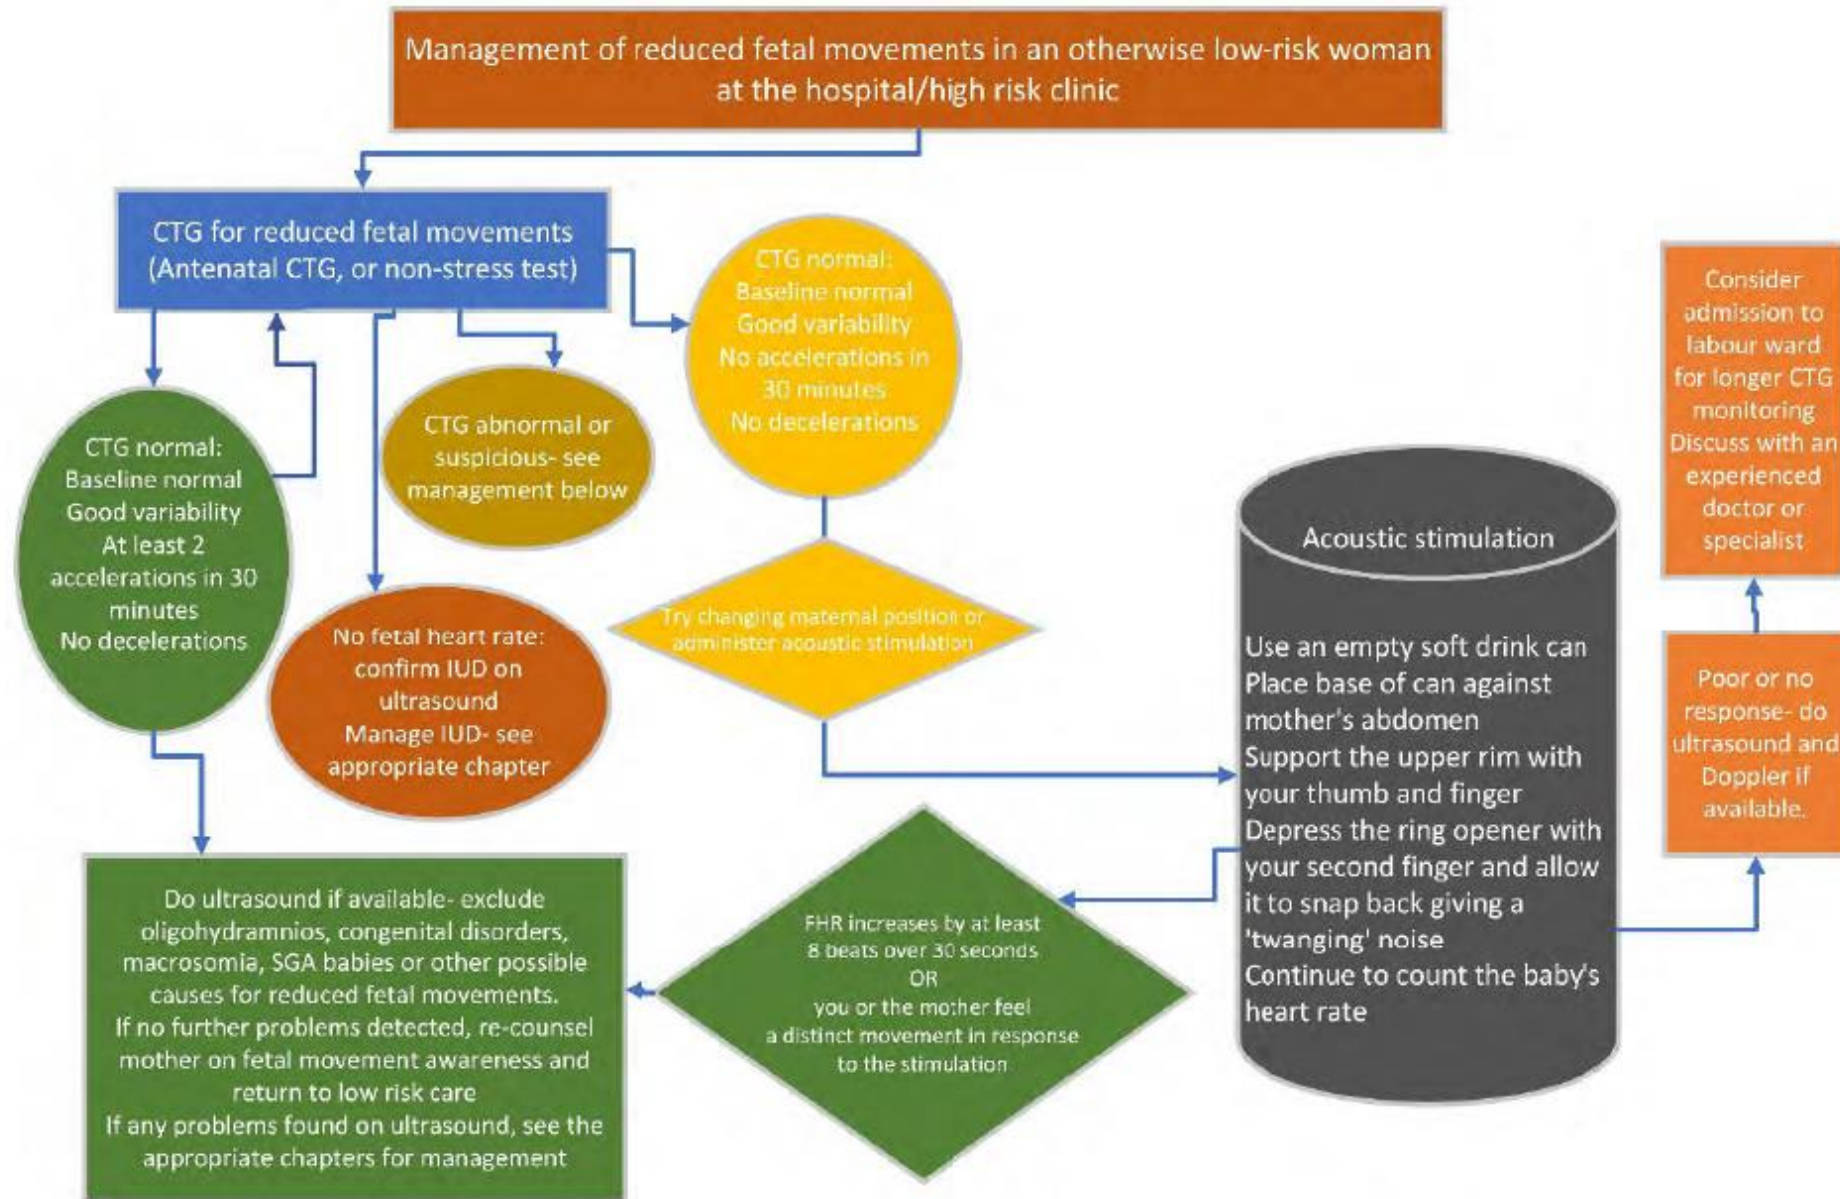 Management of reduced fetal movements in an otherwise low-risk woman
at the hospital/high risk clinic
CTG for reduced fetal movements
(Antenatal CTG, or non-stress test)
CTG normal:
Baseline normal
Good variability
At least 2
accelerations in 30
minutes
No decelerations
No fetal heart rate:
confirm IUD on
ultrasound
Manage IUD- see
appropriate chapter
CTG abnormal or
suspicious- see
management below
CTG normal:
Baseline normal
Good variability
No accelerations in
30 minutes
No decelerations
Try changing maternal position or
administer acoustic stimulation
Acoustic stimulation
Use an empty soft drink can
Place base of can against
mother's abdomen
Support the upper rim with
your thumb and finger
Depress the ring opener with
your second finger and allow
it to snap back giving a
'twanging' noise
Continue to count the baby's
heart rate
FHR increases by at least
8 beats over 30 seconds
OR
you or the mother feel
a distinct movement in response
to the stimulation
Do ultrasound if available- exclude
oligohydramnios, congenital disorders,
macrosomia, SGA babies or other possible
causes for reduced fetal movements.
If no further problems detected, re-counsel
mother on fetal movement awareness and
return to low risk care
If any problems found on ultrasound, see the
appropriate chapters for management
Poor or no
response- do
ultrasound and
Doppler if
available.
Consider
admission to
labour ward
for longer CTG
monitoring
Discuss with an
experienced
doctor or
specialist